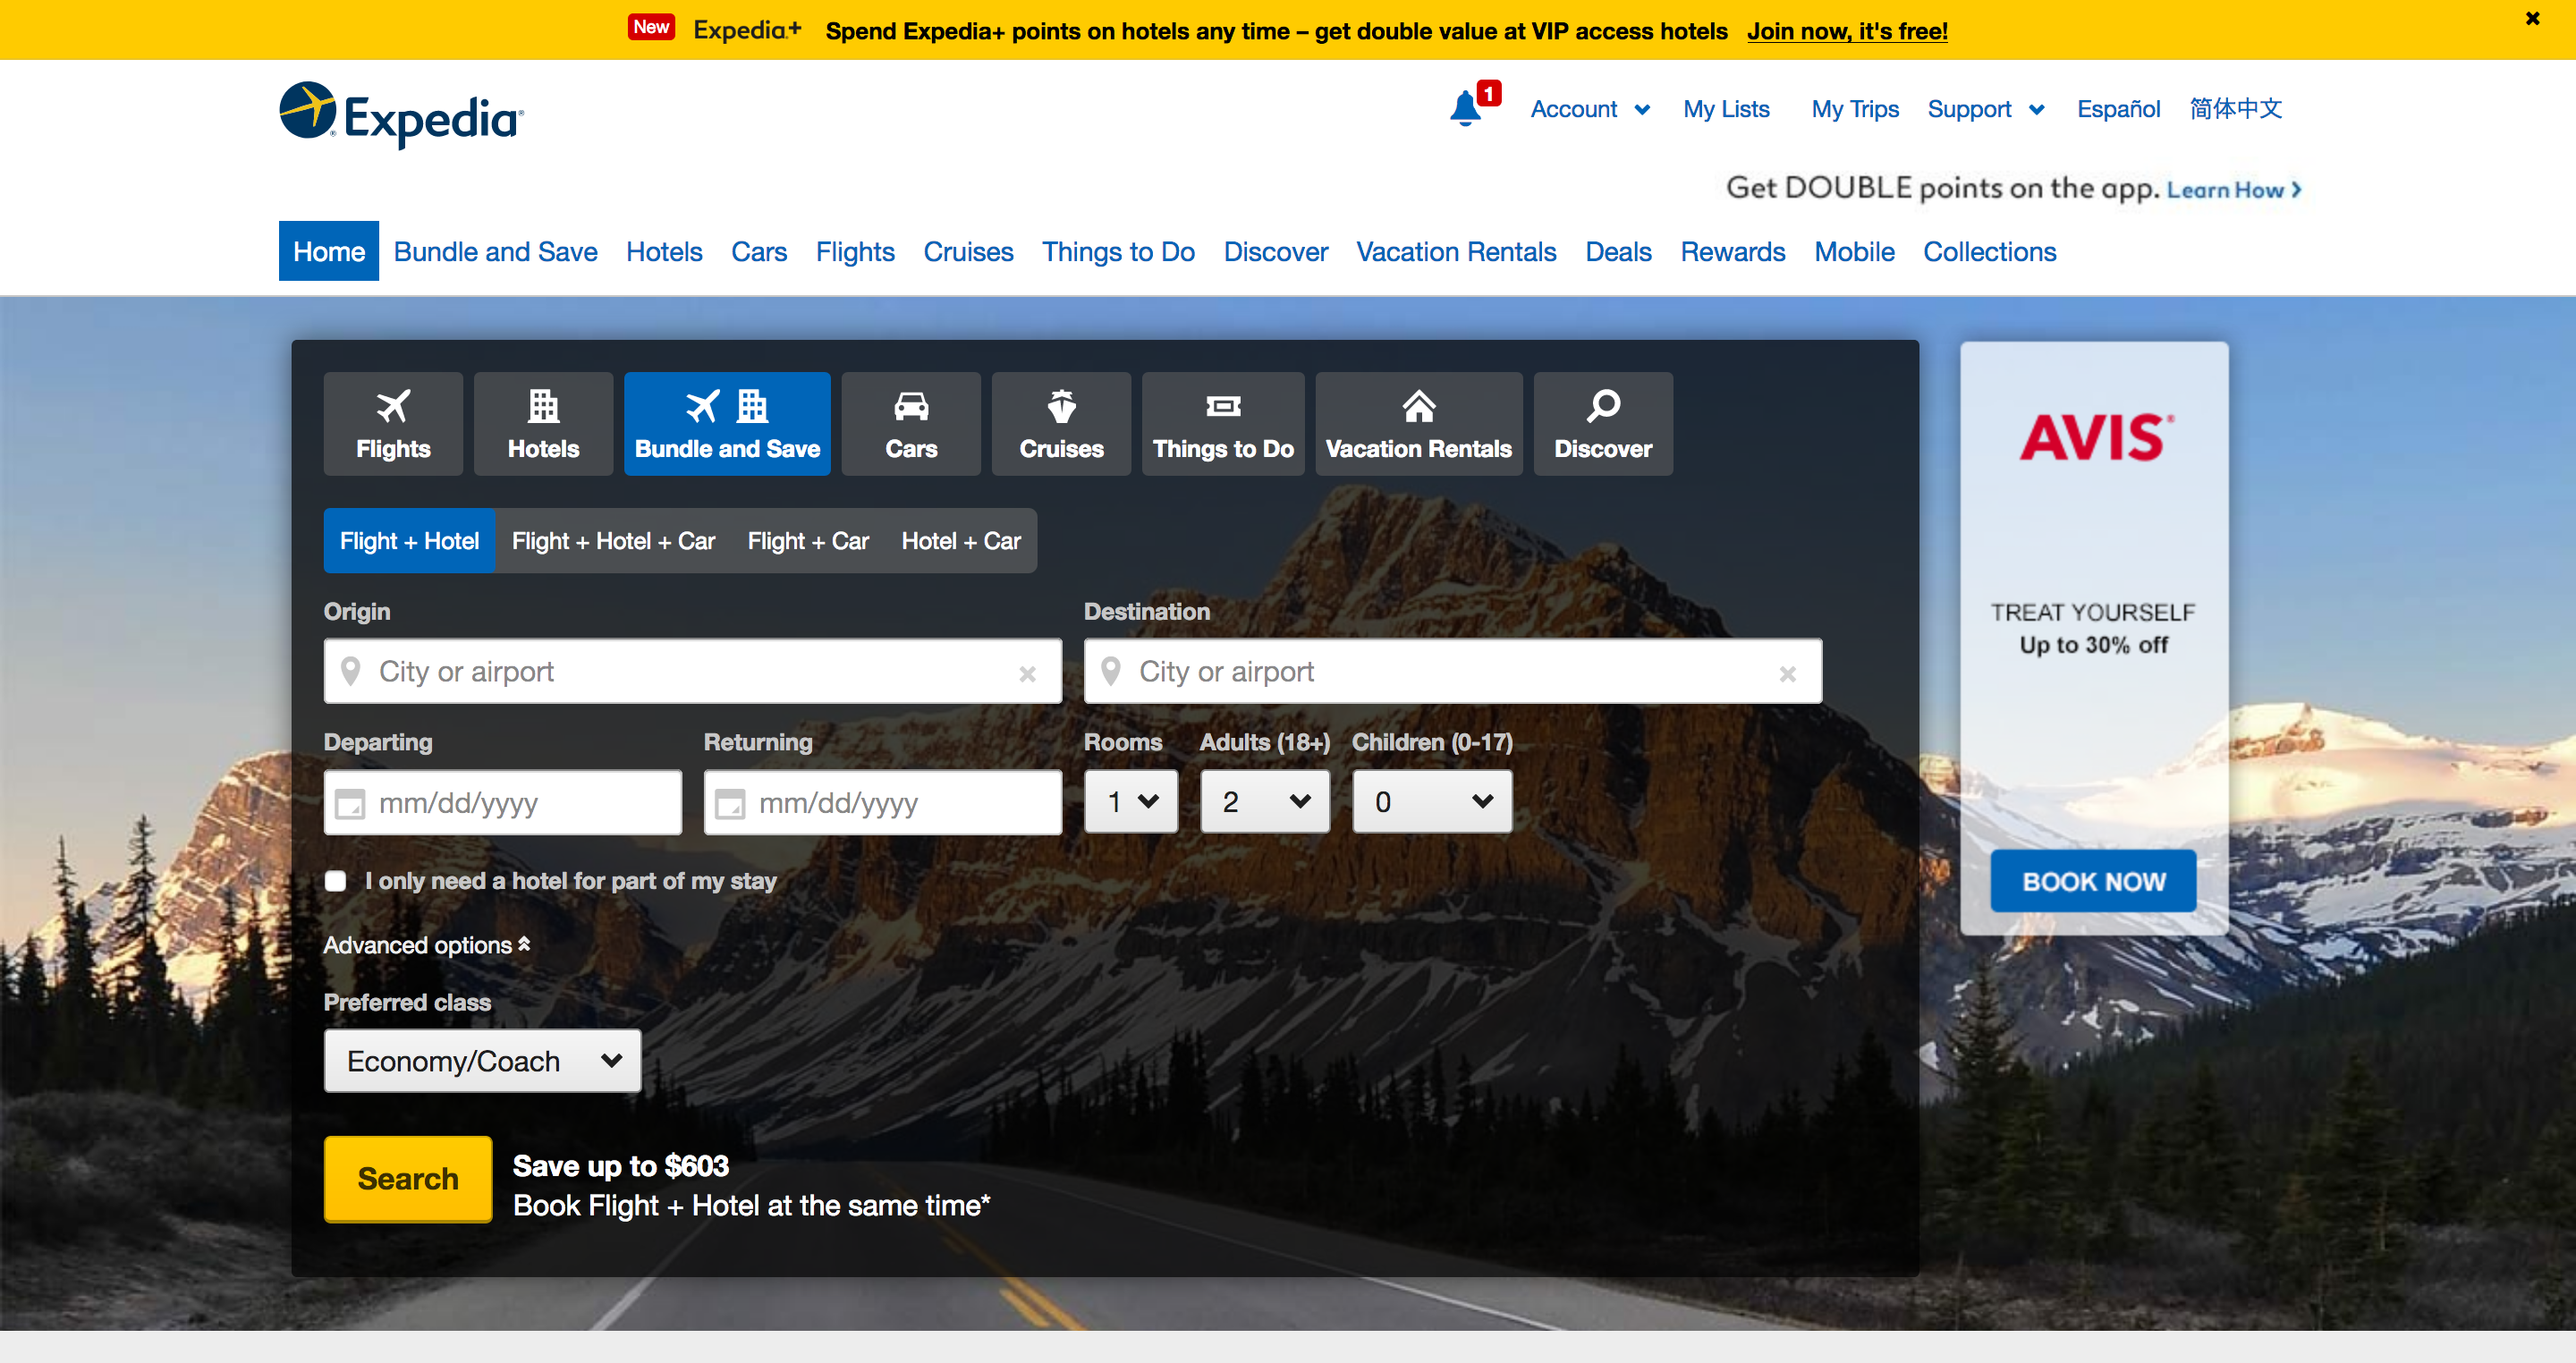 New Expedia+ Spend Expedia+ points on hotels any time – get double value at VIP access hotels Join now, it's free!
Expedia®
1 Account My Lists My Trips Support Español 简体中文
Get DOUBLE points on the app. Learn How
Home Bundle and Save Hotels Cars Flights Cruises Things to Do Discover Vacation Rentals Deals Rewards Mobile Collections
Flights Hotels Bundle and Save Cars Cruises Things to Do Vacation Rentals Discover
Flight + Hotel Flight + Hotel + Car Flight + Car Hotel + Car
Origin Destination
City or airport City or airport
Departing Returning Rooms Adults (18+) Children (0-17)
mm/dd/yyyy mm/dd/yyyy 1 2 0
I only need a hotel for part of my stay
Advanced options
Preferred class
Economy/Coach
Search
Save up to $603
Book Flight + Hotel at the same time*
AVIS®
TREAT YOURSELF
Up to 30% off
BOOK NOW